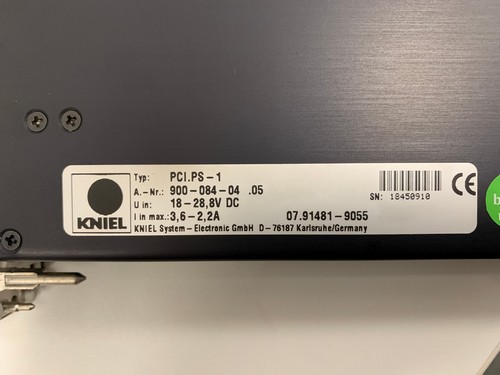 Typ: PCI.PS-1
A.-Nr.: 900-084-04 .05
U in: 18-28,8V DC
I in max.: 3,6-2,2A 07.91481-9055
KNIEL System-Electronic GmbH D-76187 Karlsruhe/Germany
KNIEL
SN: 18450910
CE